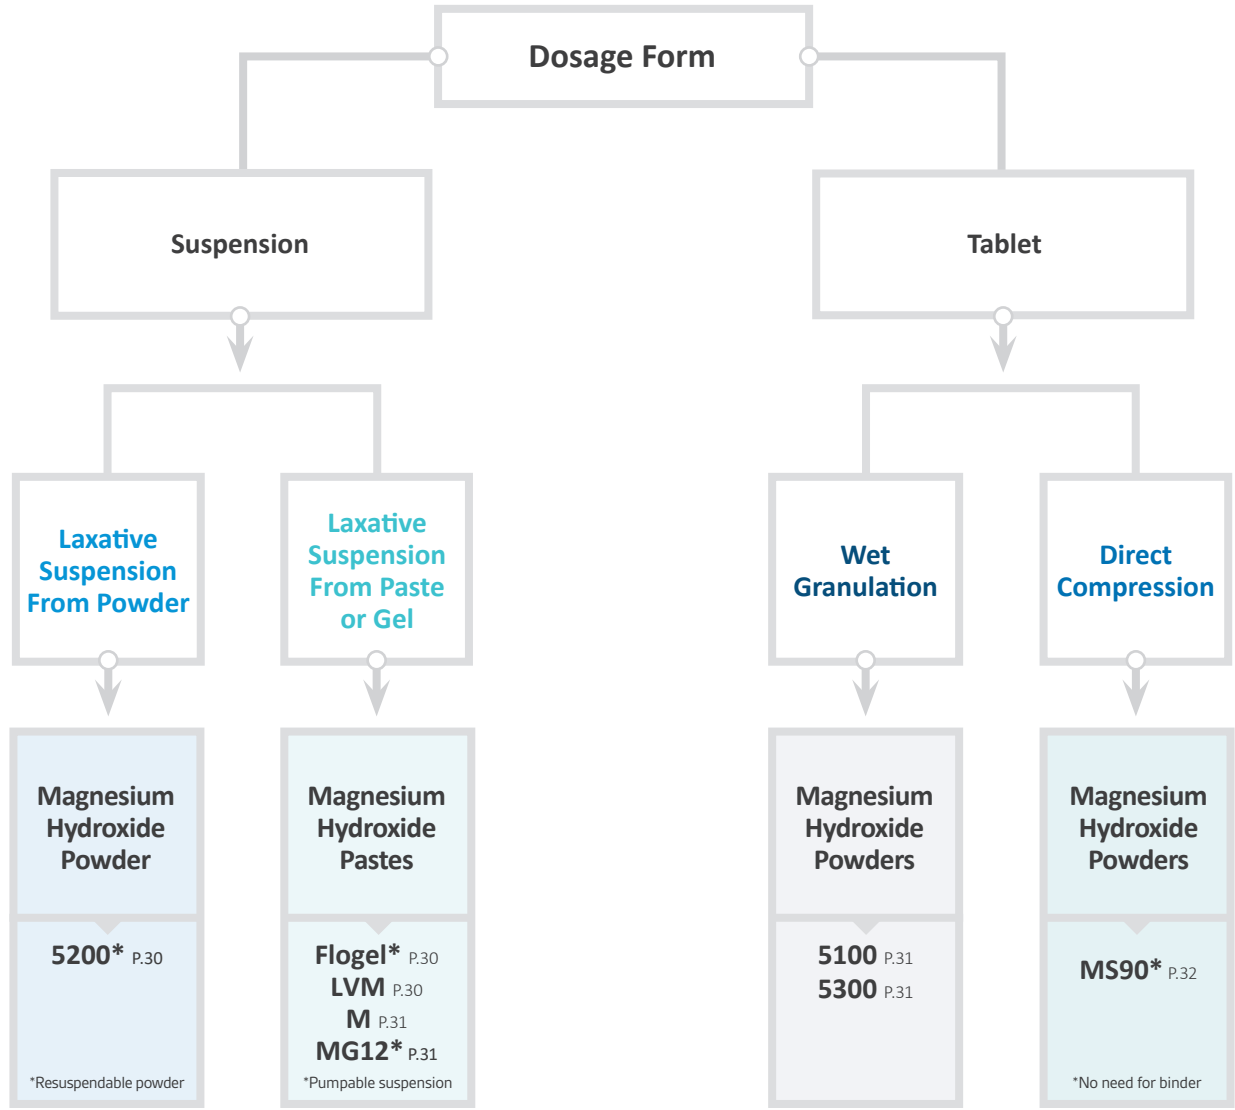 Dosage Form
Suspension
Tablet
Laxative
Suspension
From Powder
Laxative
Suspension
From Paste
or Gel
Wet
Granulation
Direct
Compression
Magnesium
Hydroxide
Powder
Magnesium
Hydroxide
Pastes
Magnesium
Hydroxide
Powders
Magnesium
Hydroxide
Powders
5200* P.30
*Resuspendable powder
Flogel* P.30
LVM P.30
M P.31
MG12* P.31
*Pumpable suspension
5100 P.31
5300 P.31
MS90* P.32
*No need for binder